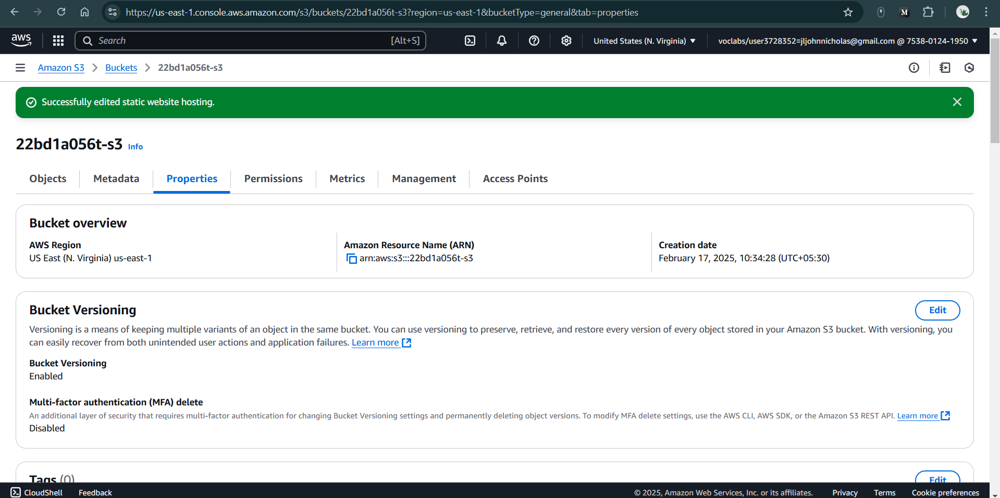 https://us-east-1.console.aws.amazon.com/s3/buckets/22bd1a056t-s3?region=us-east-1&bucketType=general&tab=properties
M
aws
Search
[Alt+S]
United States (N. Virginia)
voclabs/user3728352=jljohnnicholas@gmail.com @ 7538-0124-1950
Amazon S3 > Buckets > 22bd1a056t-s3
Successfully edited static website hosting.
22bd1a056t-s3 Info
Objects
Metadata
Properties
Permissions
Metrics
Management
Access Points
Bucket overview
AWS Region
US East (N. Virginia) us-east-1
Amazon Resource Name (ARN)
arn:aws:s3:::22bd1a056t-s3
Creation date
February 17, 2025, 10:34:28 (UTC+05:30)
Bucket Versioning
Edit
Versioning is a means of keeping multiple variants of an object in the same bucket. You can use versioning to preserve, retrieve, and restore every version of every object stored in your Amazon S3 bucket. With versioning, you
can easily recover from both unintended user actions and application failures. Learn more
Bucket Versioning
Enabled
Multi-factor authentication (MFA) delete
An additional layer of security that requires multi-factor authentication for changing Bucket Versioning settings and permanently deleting object versions. To modify MFA delete settings, use the AWS CLI, AWS SDK, or the Amazon S3 REST API. Learn more
Disabled
Tags (0)
Edit
CloudShell
Feedback
© 2025, Amazon Web Services, Inc. or its affiliates.
Privacy
Terms
Cookie preferences